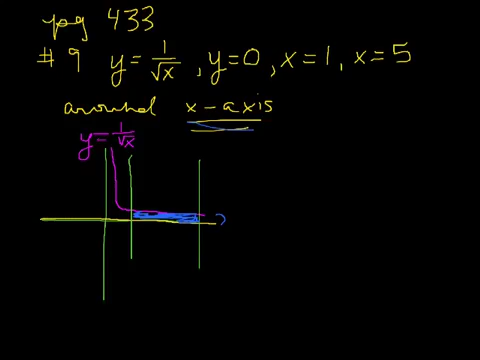 pg 433
# 9 y = 1/√x , y=0 , x=1 , x=5
around x-axis
y=1/√x